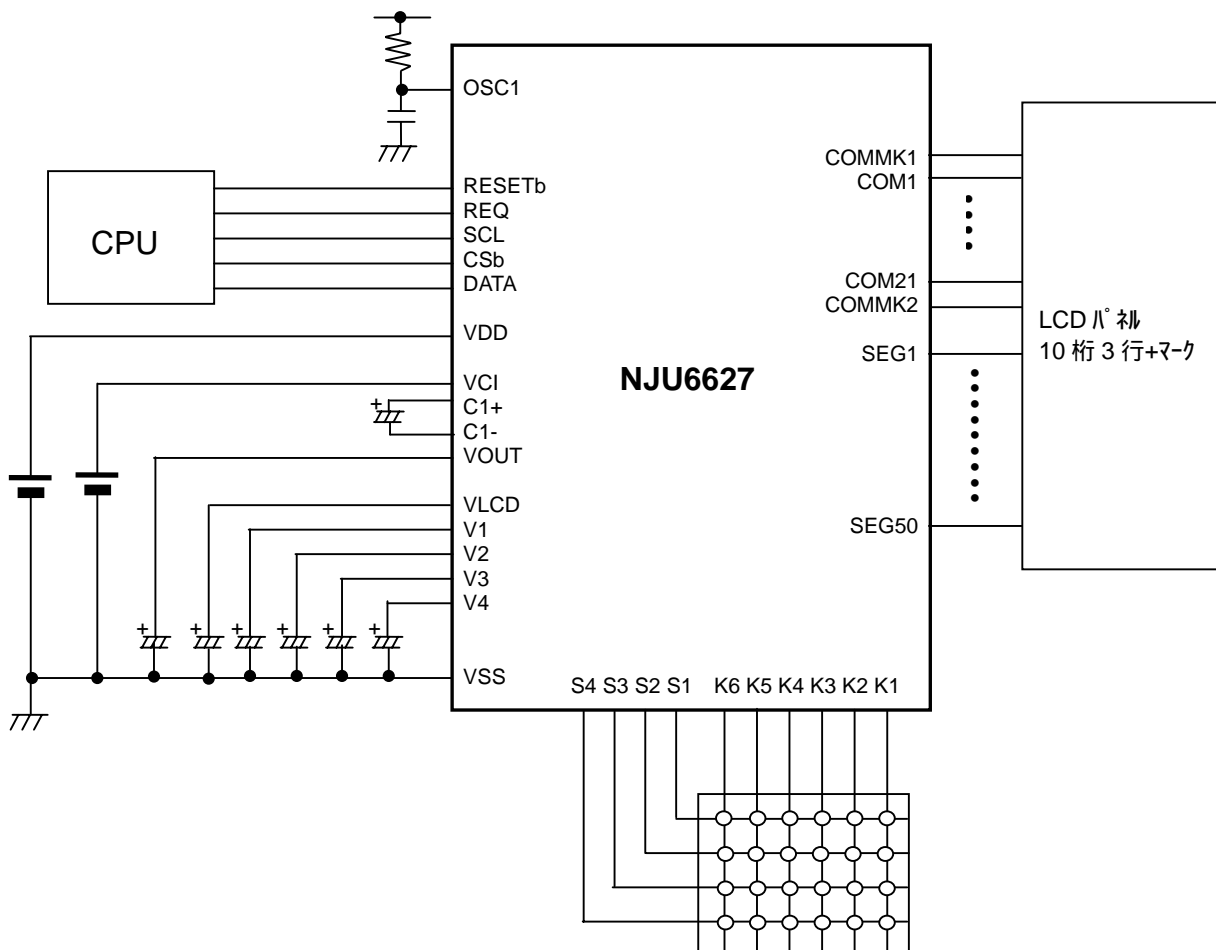 OSC1
RESETb
REQ
SCL
CSb
DATA
CPU
VDD
VCI
C1+
C1-
VOUT
VLCD
V1
V2
V3
V4
VSS
+
+ + + + + +
NJU6627
COMMK1
COM1
COM21
COMMK2
SEG1
SEG50
LCD パネル
10 桁 3 行+マーク
S4 S3 S2 S1 K6 K5 K4 K3 K2 K1